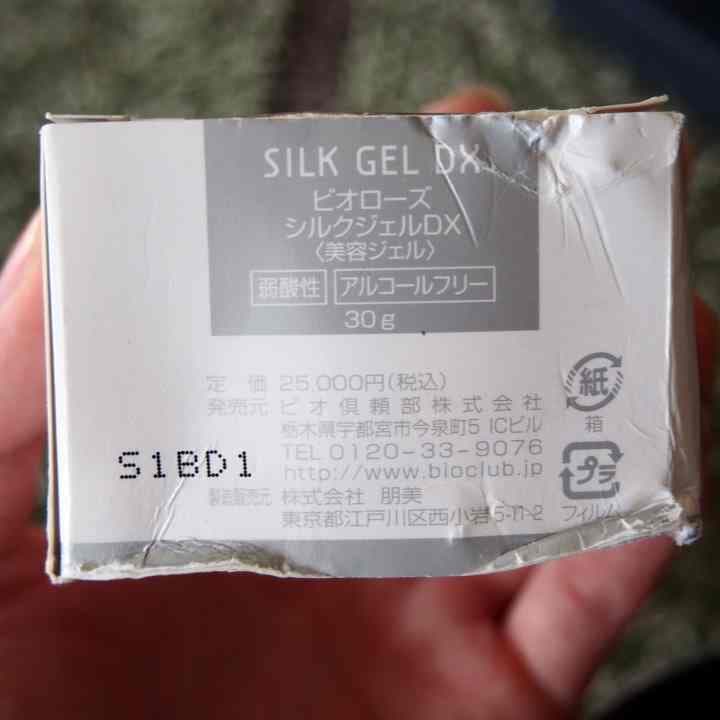 SILK GEL DX
ビオローズ
シルクジェルDX
〈美容ジェル〉
弱酸性 アルコールフリー
30g
定価 25,000円(税込)
発売元 ビオ倶頼部株式会社
栃木県宇都宮市今泉町5 ICビル
TEL 0120-33-9076
http://www.bioclub.jp
製造販売元 株式会社 朋美
東京都江戸川区西小岩5-11-2
S1BD1
紙
箱
プラ
フィルム